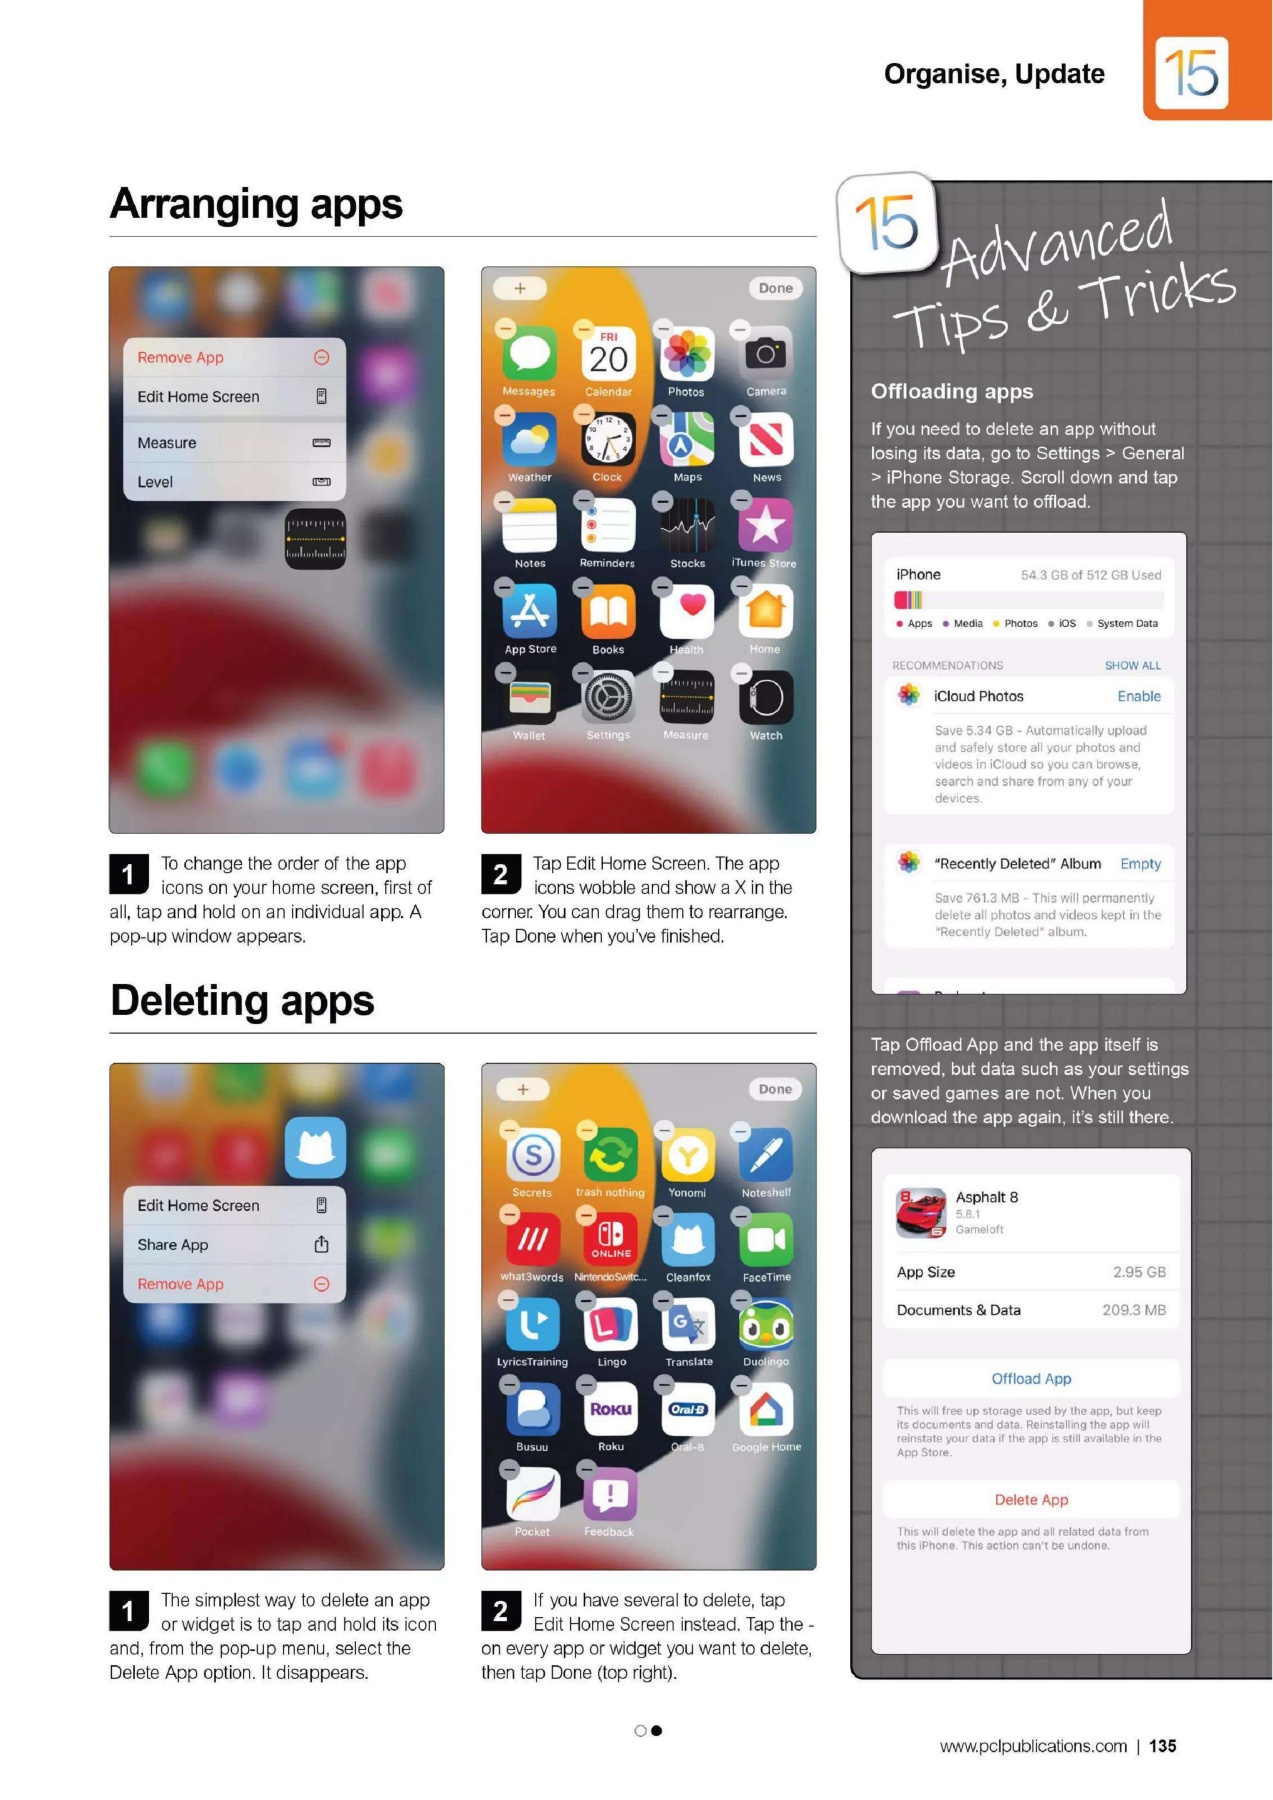 Organise, Update
15
Arranging apps
Remove App
Edit Home Screen
Measure
Level
+
Done
FRI
20
Messages
Calendar
Photos
Camera
Weather
Clock
Maps
News
Notes
Reminders
Stocks
iTunes Store
App Store
Books
Health
Home
Wallet
Settings
Measure
Watch
1 To change the order of the app
icons on your home screen, first of
all, tap and hold on an individual app. A
pop-up window appears.
2 Tap Edit Home Screen. The app
icons wobble and show a X in the
corner. You can drag them to rearrange.
Tap Done when you've finished.
Deleting apps
Edit Home Screen
Share App
Remove App
+
Done
S
Y
Secrets
trash nothing
Yonomi
Noteshelf
///
ONLINE
what3words
NintendoSwitc...
Cleanfox
FaceTime
L
G
LyricsTraining
Lingo
Translate
Duolingo
B
ROKU
Oral-B
Busuu
Roku
Oral-B
Google Home
!
Pocket
Feedback
1 The simplest way to delete an app
or widget is to tap and hold its icon
and, from the pop-up menu, select the
Delete App option. It disappears.
2 If you have several to delete, tap
Edit Home Screen instead. Tap the -
on every app or widget you want to delete,
then tap Done (top right).
15
Advanced
Tips & Tricks
Offloading apps
If you need to delete an app without
losing its data, go to Settings > General
> iPhone Storage. Scroll down and tap
the app you want to offload.
iPhone
54.3 GB of 512 GB Used
Apps
Media
Photos
iOS
System Data
RECOMMENDATIONS
SHOW ALL
iCloud Photos
Enable
Save 5.34 GB - Automatically upload
and safely store all your photos and
videos in iCloud so you can browse,
search and share from any of your
devices.
"Recently Deleted" Album
Empty
Save 761.3 MB - This will permanently
delete all photos and videos kept in the
"Recently Deleted" album.
Tap Offload App and the app itself is
removed, but data such as your settings
or saved games are not. When you
download the app again, it's still there.
8
Asphalt 8
5.8.1
Gameloft
App Size
2.95 GB
Documents & Data
209.3 MB
Offload App
This will free up storage used by the app, but keep
its documents and data. Reinstalling the app will
reinstate your data if the app is still available in the
App Store.
Delete App
This will delete the app and all related data from
this iPhone. This action can't be undone.
www.pclpublications.com | 135